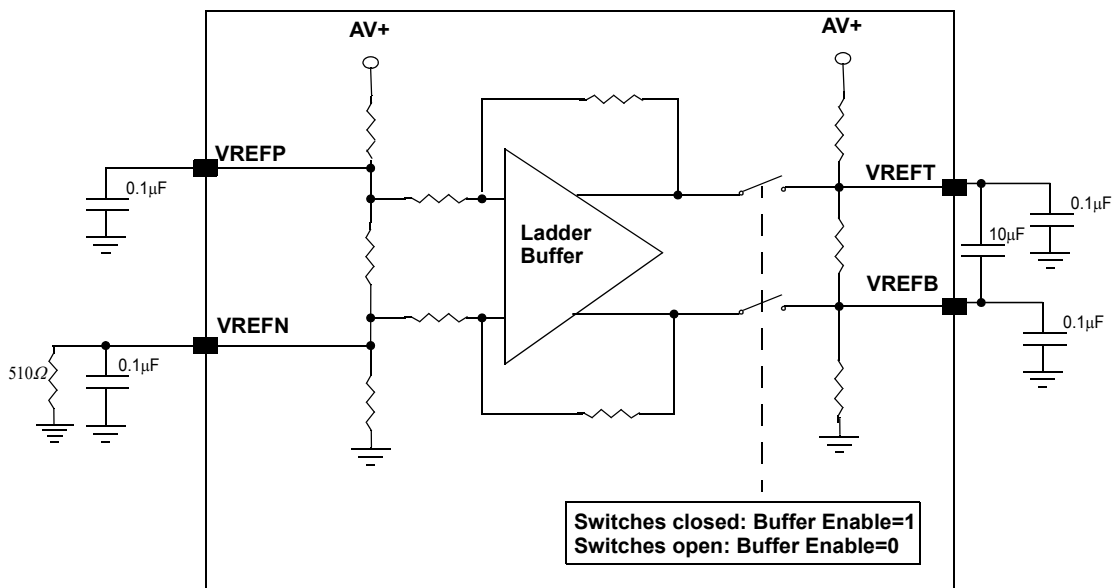 AV+
AV+
VREFP
0.1µF
VREFT
0.1µF
Ladder
Buffer
10µF
VREFB
VREFN
0.1µF
510Ω
0.1µF
Switches closed: Buffer Enable=1
Switches open: Buffer Enable=0